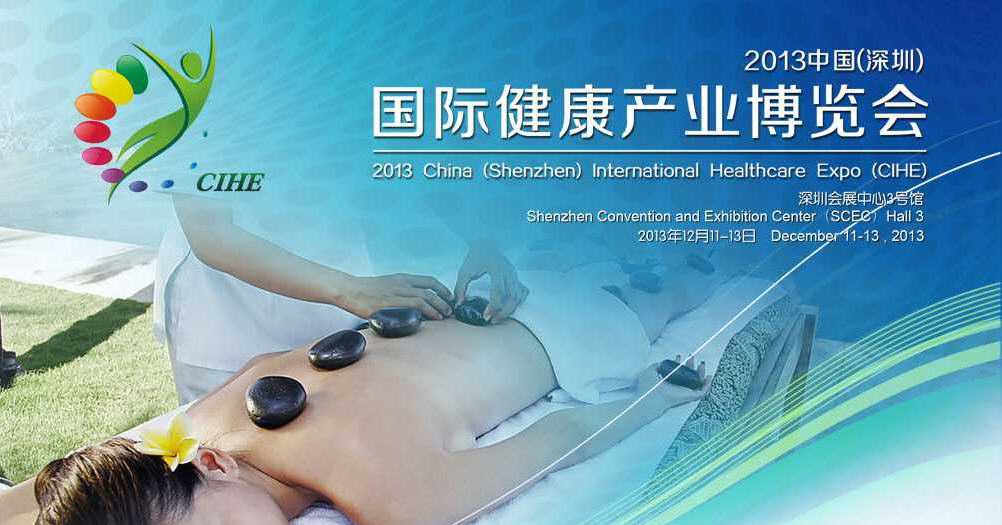 2013中国(深圳)
国际健康产业博览会
2013 China (Shenzhen) International Healthcare Expo (CIHE)
深圳会展中心3号馆
Shenzhen Convention and Exhibition Center (SCEC) Hall 3
2013年12月11-13日 December 11-13 , 2013
CIHE